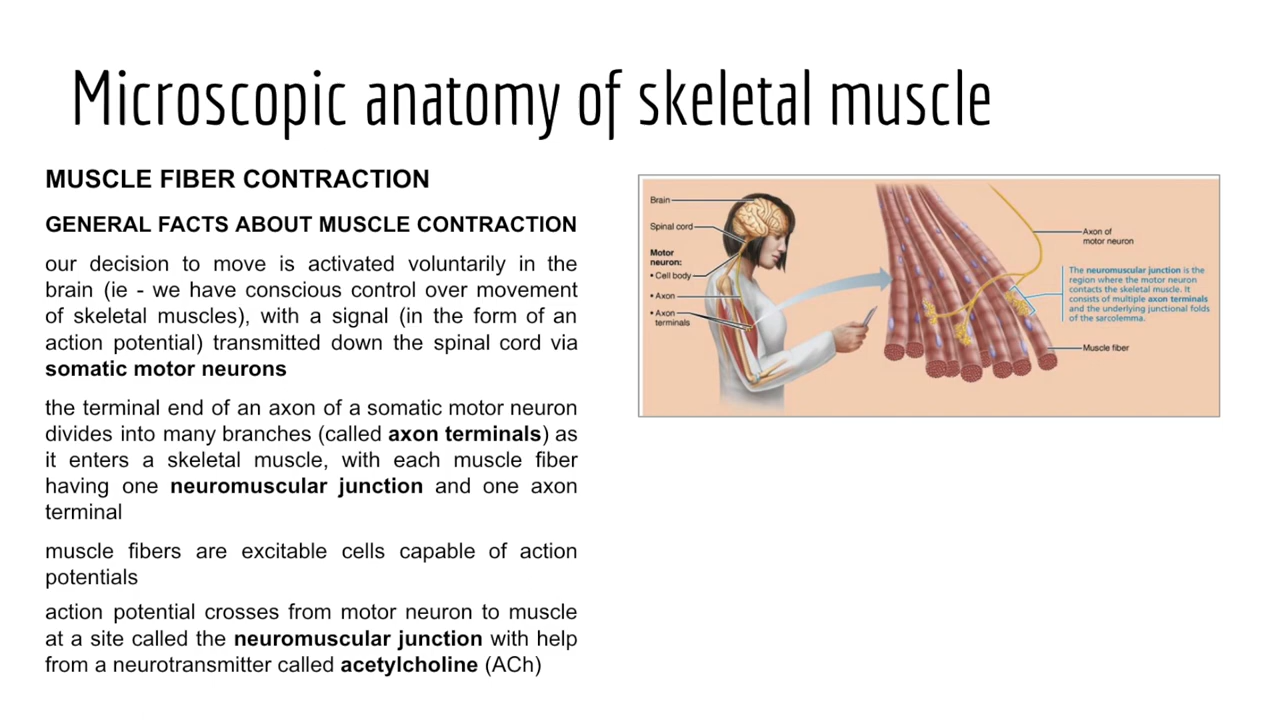 Microscopic anatomy of skeletal muscle
MUSCLE FIBER CONTRACTION
GENERAL FACTS ABOUT MUSCLE CONTRACTION
our decision to move is activated voluntarily in the
brain (ie - we have conscious control over movement
of skeletal muscles), with a signal (in the form of an
action potential) transmitted down the spinal cord via
somatic motor neurons
the terminal end of an axon of a somatic motor neuron
divides into many branches (called axon terminals) as
it enters a skeletal muscle, with each muscle fiber
having one neuromuscular junction and one axon
terminal
muscle fibers are excitable cells capable of action
potentials
action potential crosses from motor neuron to muscle
at a site called the neuromuscular junction with help
from a neurotransmitter called acetylcholine (ACh)
Brain
Spinal cord
Motor
neuron:
• Cell body
• Axon
• Axon
terminals
Axon of
motor neuron
The neuromuscular junction is the
region where the motor neuron
contacts the skeletal muscle. It
consists of multiple axon terminals
and the underlying junctional folds
of the sarcolemma.
Muscle fiber